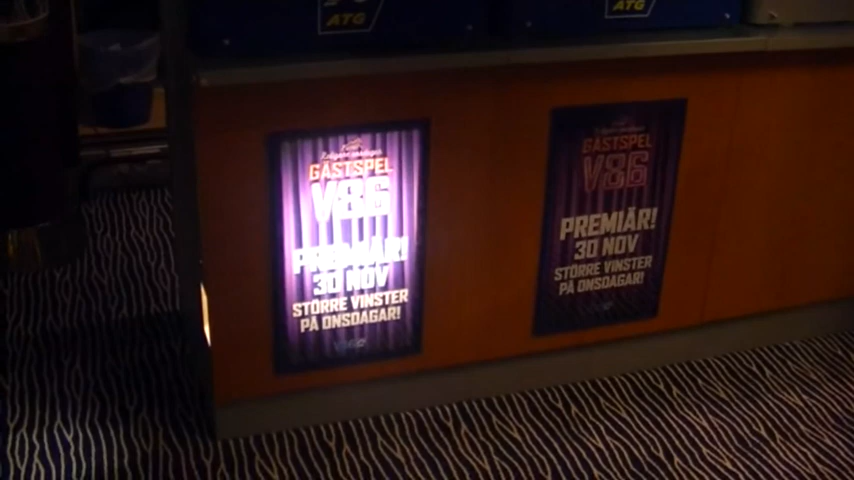 ATG
ATG
GÄSTSPEL
V86
PREMIÄR!
30 NOV
STÖRRE VINSTER
PÅ ONSDAGAR!
GÄSTSPEL
V86
PREMIÄR!
30 NOV
STÖRRE VINSTER
PÅ ONSDAGAR!